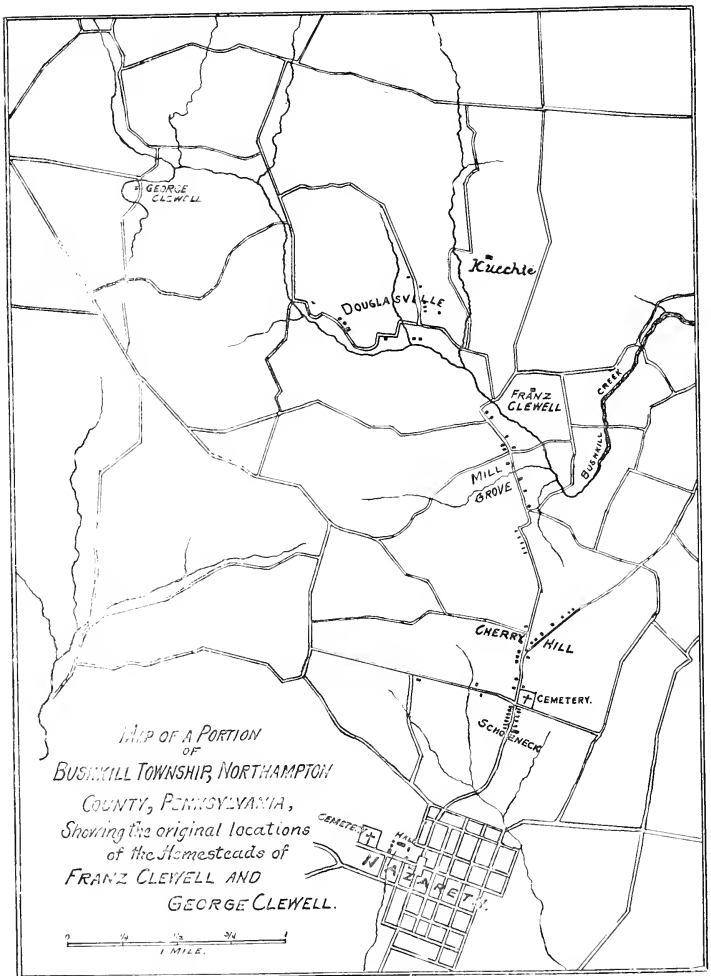 GEORGE
CLEWELL
Kuechle
DOUGLASVILLE
FRANZ
CLEWELL
BUSHKILL CREEK
MILL
GROVE
CHERRY HILL
CEMETERY.
SCHOENECK
MAP OF A PORTION
OF
BUSHKILL TOWNSHIP, NORTHAMPTON
COUNTY, PENNSYLVANIA,
Showing the original locations
of the Homesteads of
FRANZ CLEWELL AND
GEORGE CLEWELL.
CEMETERY
HALL
NAZARETH.
0 1/4 1/2 3/4 1
1 MILE.